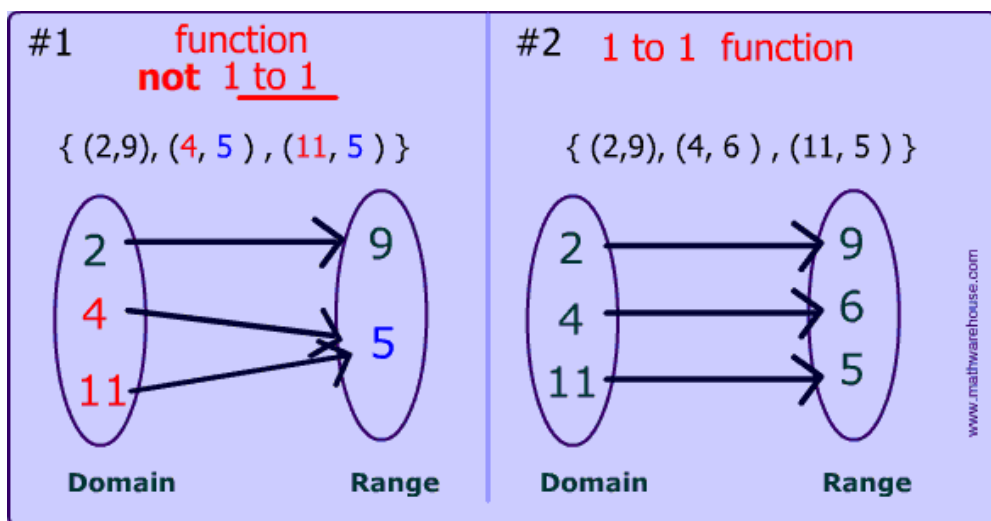 #1
function
not 1 to 1
{ (2,9), (4, 5 ) , (11, 5 ) }
2
9
4
5
11
Domain
Range
#2
1 to 1 function
{ (2,9), (4, 6 ) , (11, 5 ) }
2
9
4
6
11
5
Domain
Range
www.mathwarehouse.com